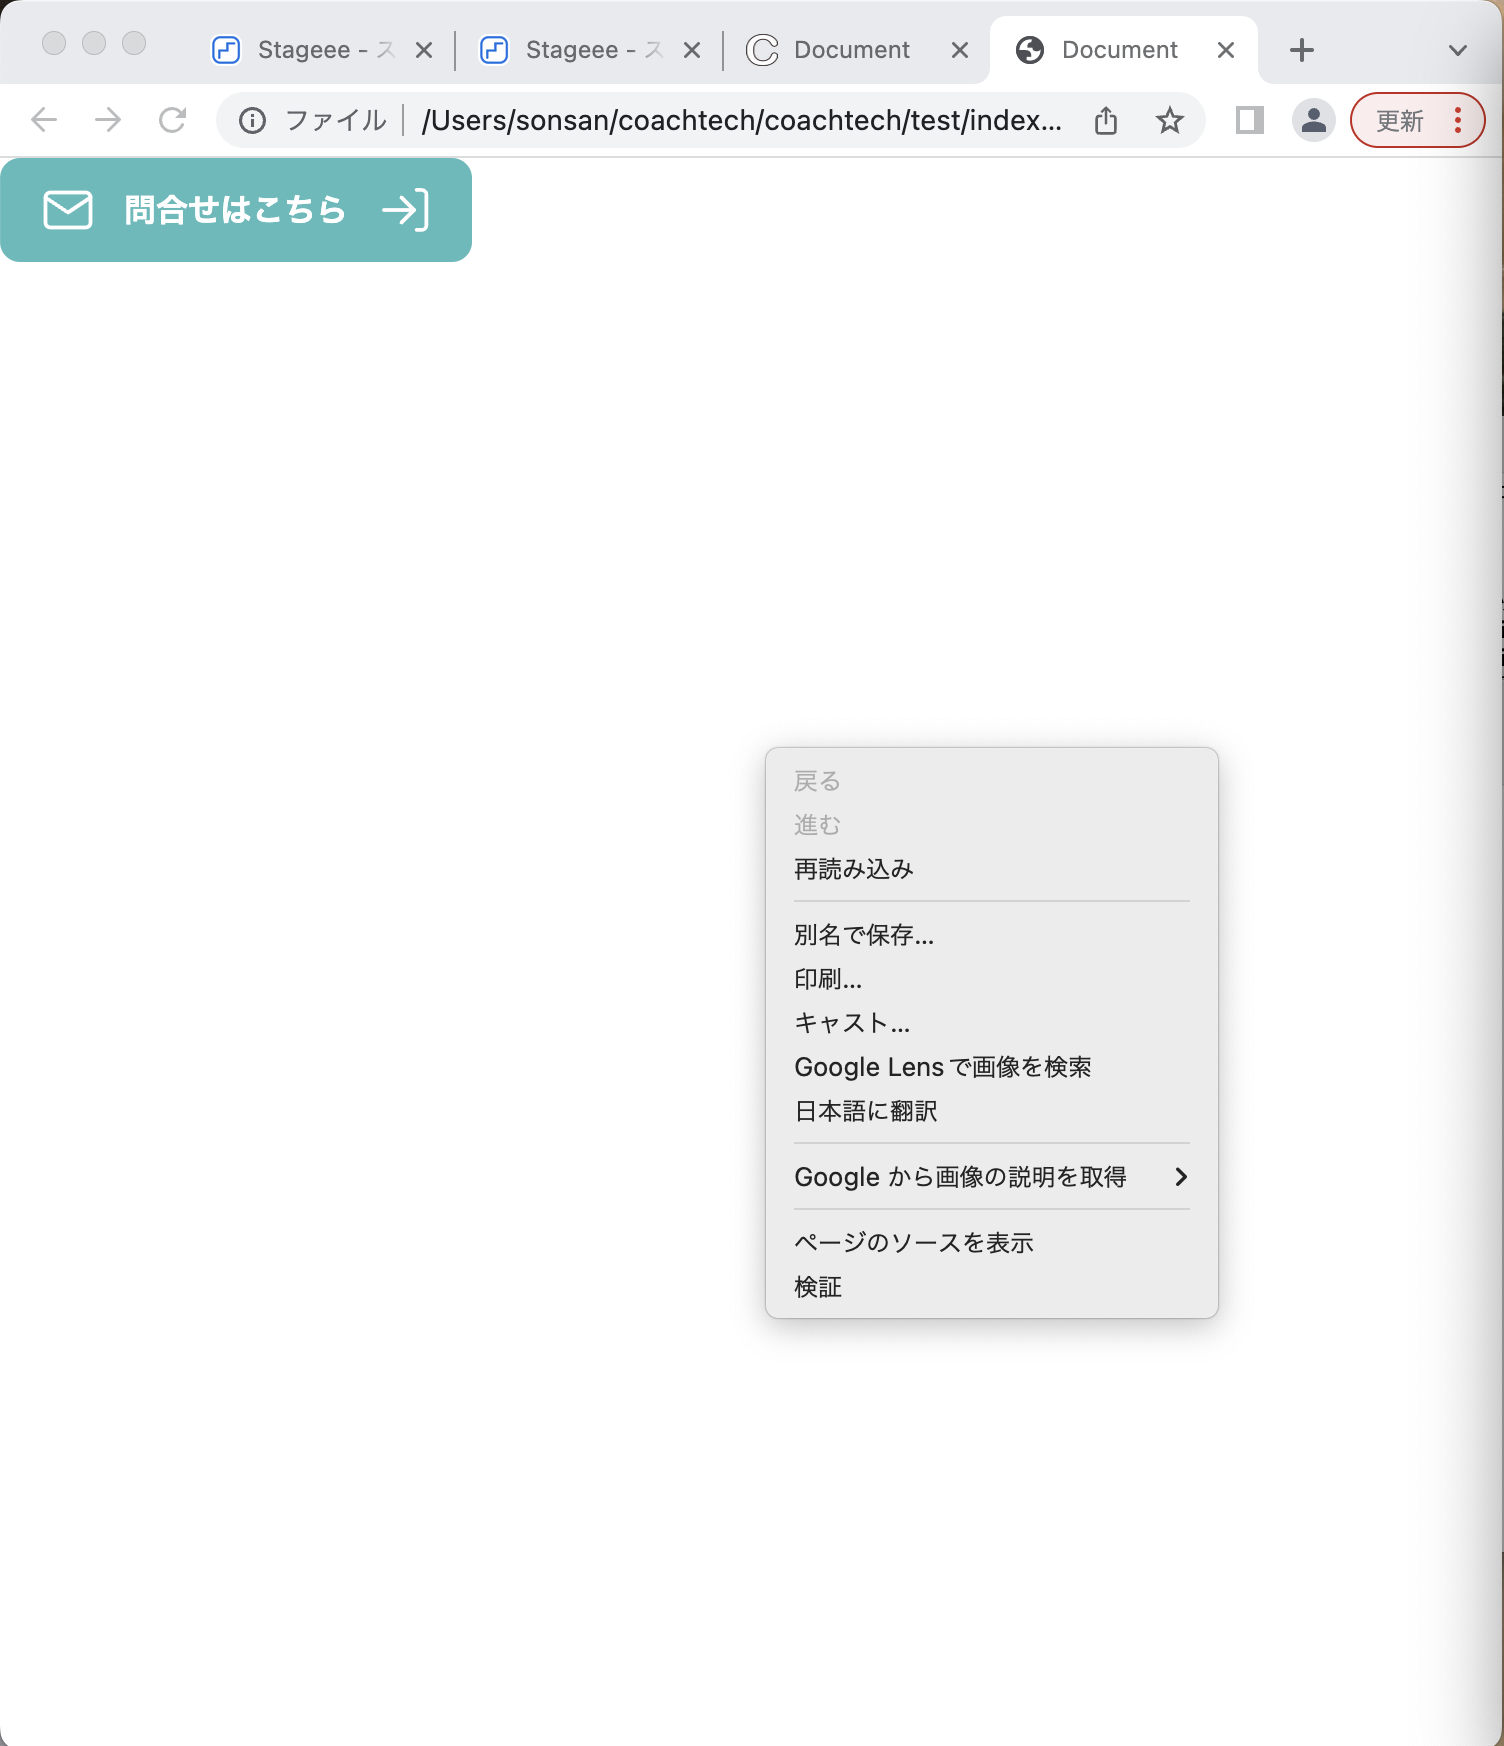 Stageee - ス
Stageee - ス
Document
Document
ファイル
/Users/sonsan/coachtech/coachtech/test/index...
更新
問合せはこちら
戻る
進む
再読み込み
別名で保存...
印刷...
キャスト...
Google Lens で画像を検索
日本語に翻訳
Google から画像の説明を取得
ページのソースを表示
検証